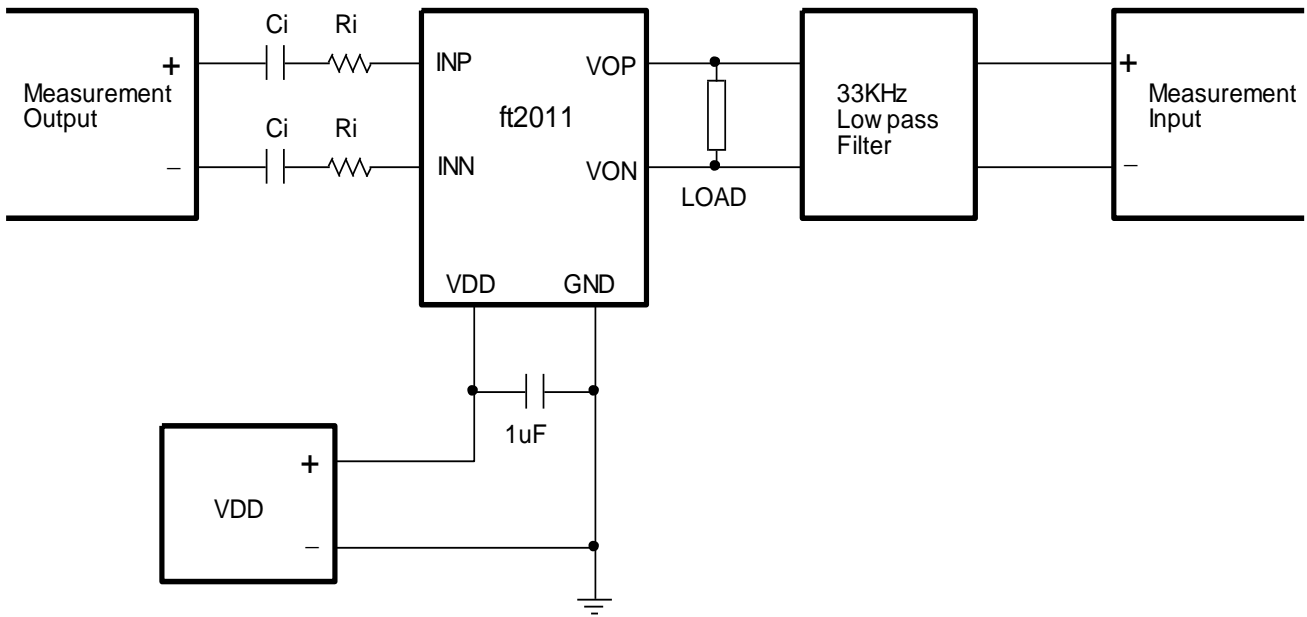 Ci Ri
+ INP VOP +
Measurement
Output
ft2011
33KHz
Low pass
Filter
Measurement
Input
Ci Ri
− INN VON −
LOAD
VDD GND
1uF
+
VDD
−